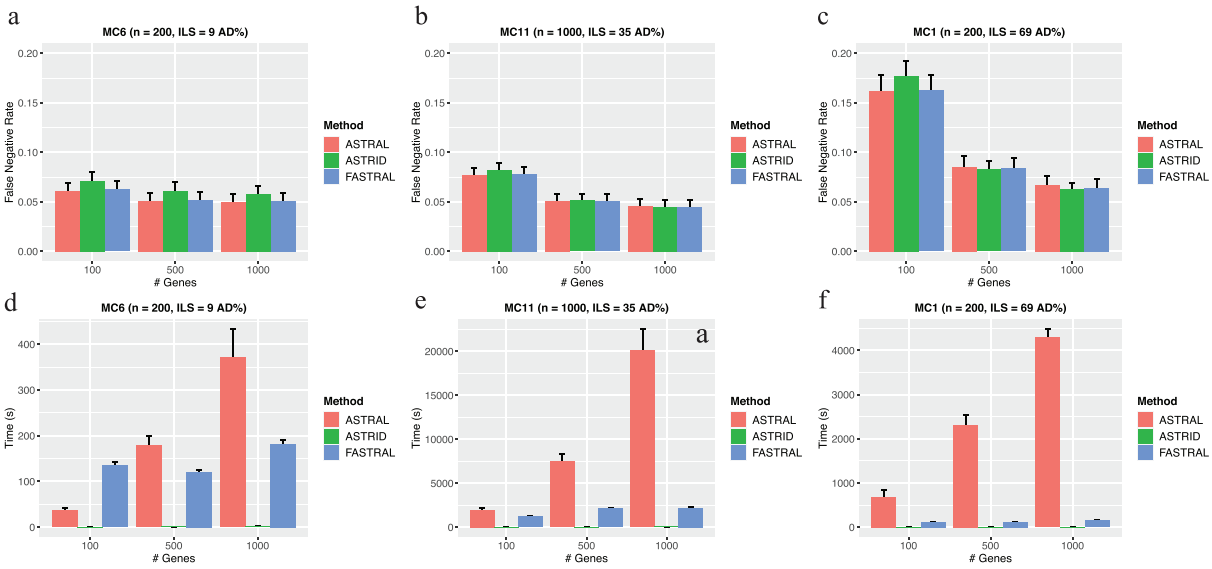 a
MC6 (n = 200, ILS = 9 AD%)
False Negative Rate
0.20
0.15
0.10
0.05
0.00
100 500 1000
# Genes
Method
ASTRAL
ASTRID
FASTRAL
b
MC11 (n = 1000, ILS = 35 AD%)
False Negative Rate
0.20
0.15
0.10
0.05
0.00
100 500 1000
# Genes
Method
ASTRAL
ASTRID
FASTRAL
c
MC1 (n = 200, ILS = 69 AD%)
False Negative Rate
0.20
0.15
0.10
0.05
0.00
100 500 1000
# Genes
Method
ASTRAL
ASTRID
FASTRAL
d
MC6 (n = 200, ILS = 9 AD%)
Time (s)
400
300
200
100
0
100 500 1000
# Genes
Method
ASTRAL
ASTRID
FASTRAL
e
MC11 (n = 1000, ILS = 35 AD%)
a
Time (s)
20000
15000
10000
5000
0
100 500 1000
# Genes
Method
ASTRAL
ASTRID
FASTRAL
f
MC1 (n = 200, ILS = 69 AD%)
Time (s)
4000
3000
2000
1000
0
100 500 1000
# Genes
Method
ASTRAL
ASTRID
FASTRAL